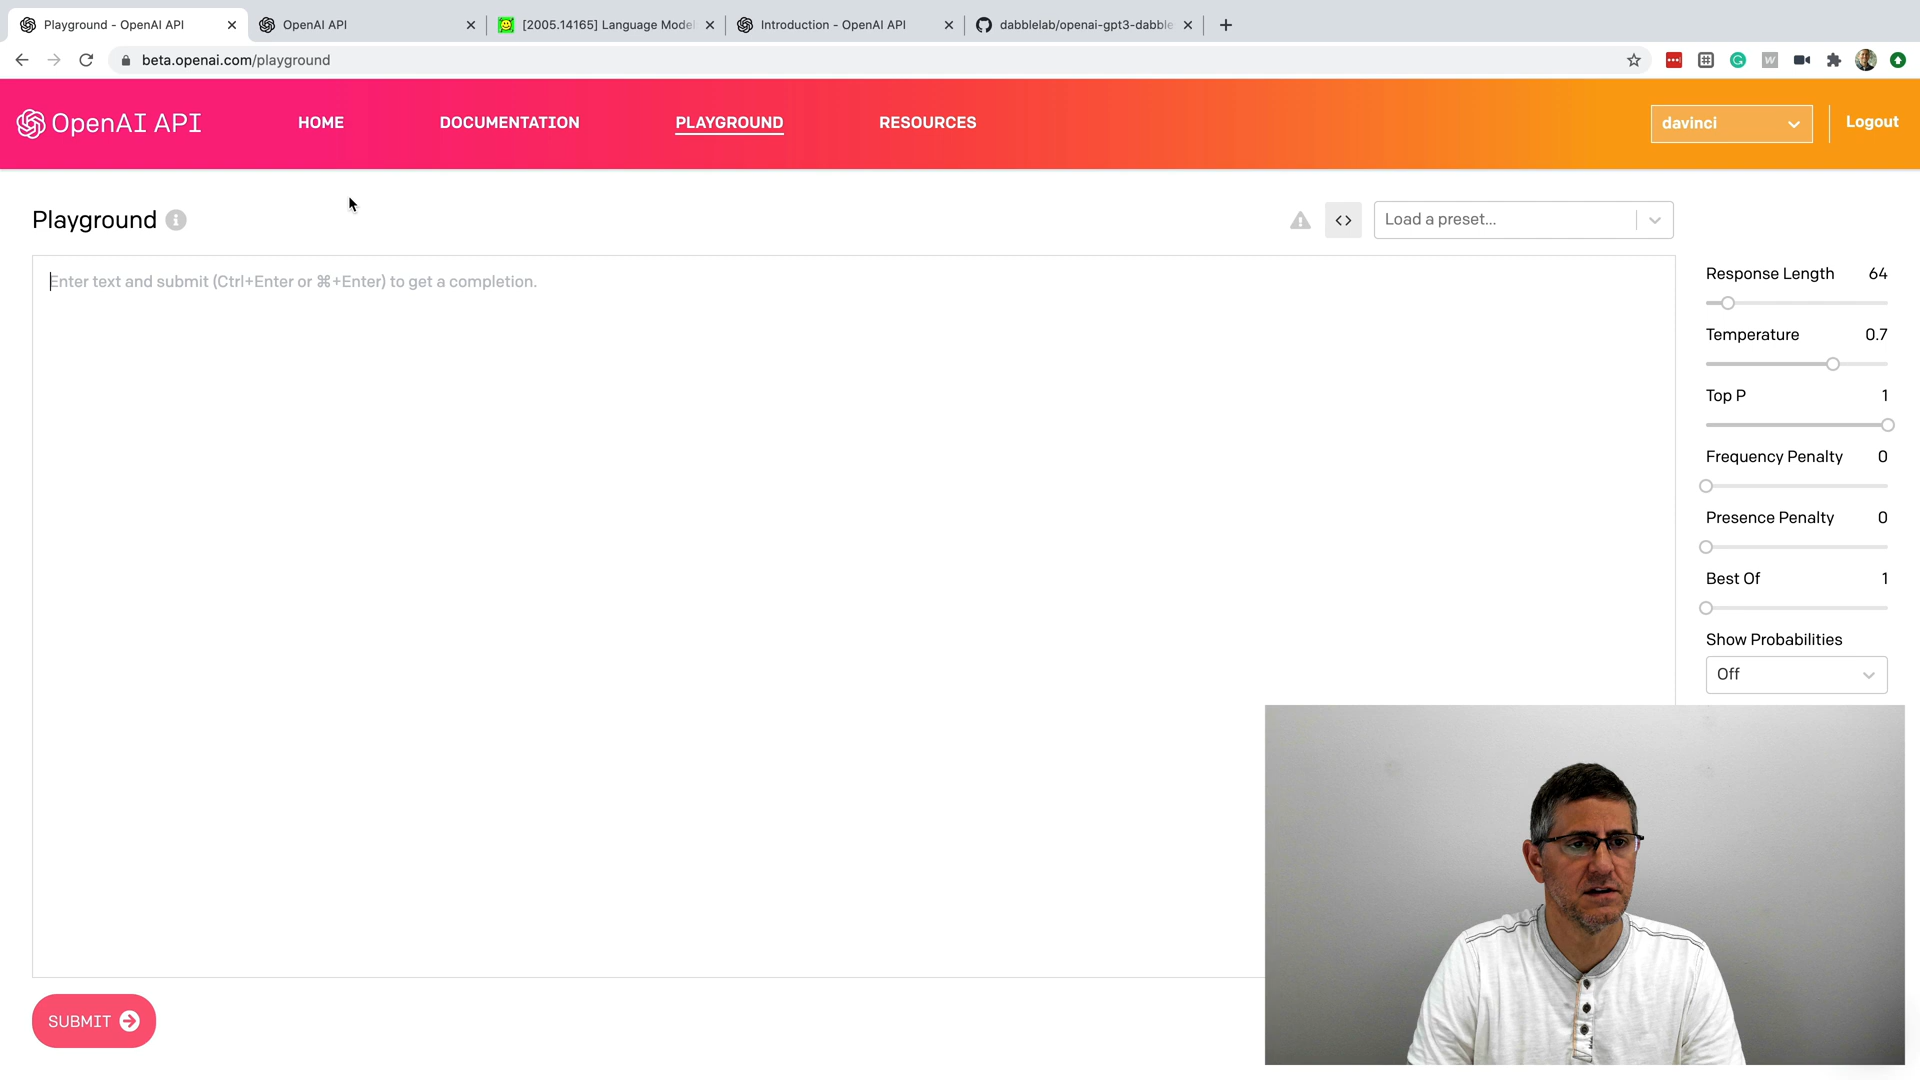 Playground - OpenAI API
OpenAI API
[2005.14165] Language Model
Introduction - OpenAI API
dabblelab/openai-gpt3-dabble
beta.openai.com/playground
OpenAI API
HOME
DOCUMENTATION
PLAYGROUND
RESOURCES
davinci
Logout
Playground
<>
Load a preset...
Enter text and submit (Ctrl+Enter or ⌘+Enter) to get a completion.
Response Length 64
Temperature 0.7
Top P 1
Frequency Penalty 0
Presence Penalty 0
Best Of 1
Show Probabilities
Off
SUBMIT